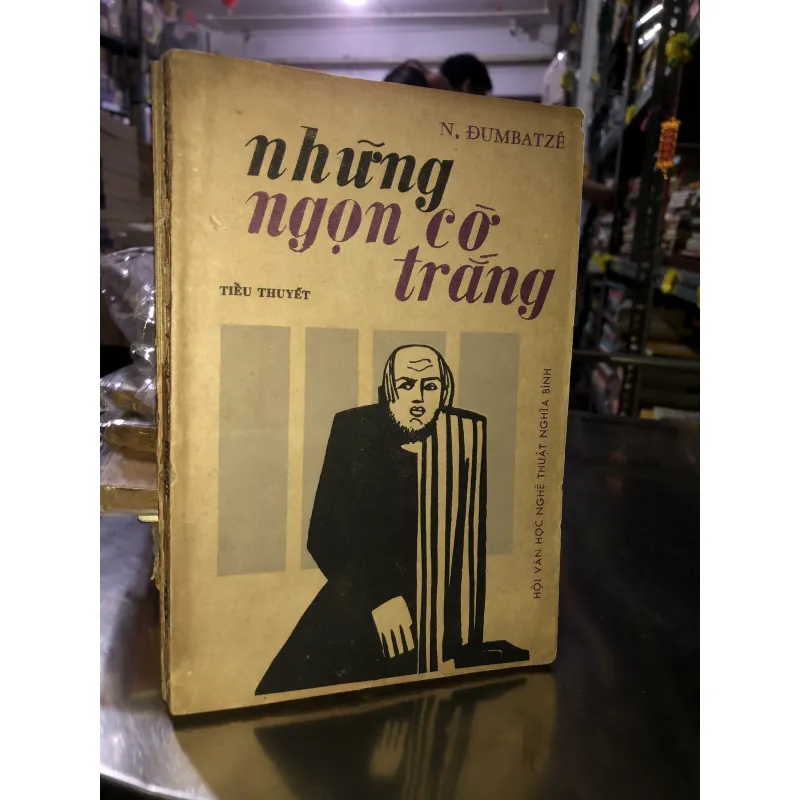 N. ĐUMBATZÊ
những
ngọn cờ
trắng
TIỂU THUYẾT
HỘI VĂN HỌC NGHỆ THUẬT NGHĨA BÌNH